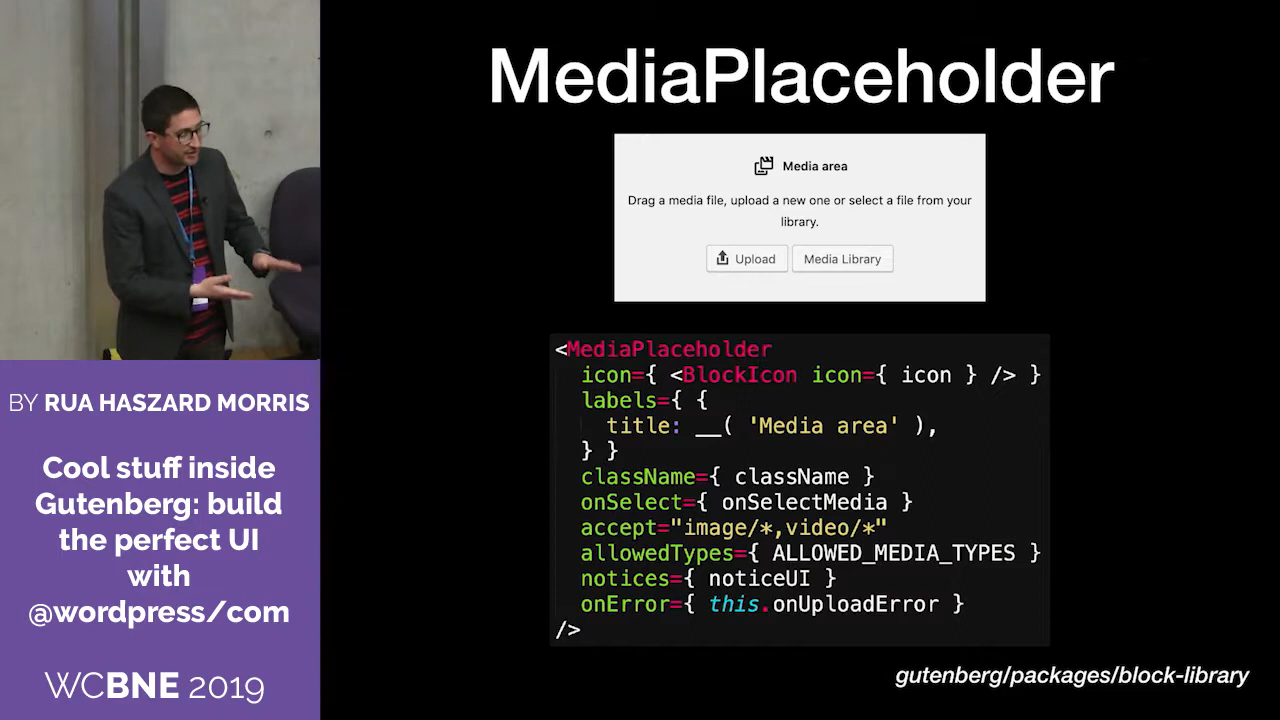 MediaPlaceholder
Media area
Drag a media file, upload a new one or select a file from your
library.
Upload
Media Library
<MediaPlaceholder
icon={ <BlockIcon icon={ icon } /> }
labels={ {
title: __( 'Media area' ),
} }
className={ className }
onSelect={ onSelectMedia }
accept="image/*,video/*"
allowedTypes={ ALLOWED_MEDIA_TYPES }
notices={ noticeUI }
onError={ this.onUploadError }
/>
gutenberg/packages/block-library
BY RUA HASZARD MORRIS
Cool stuff inside
Gutenberg: build
the perfect UI
with
@wordpress/com
WCBNE 2019